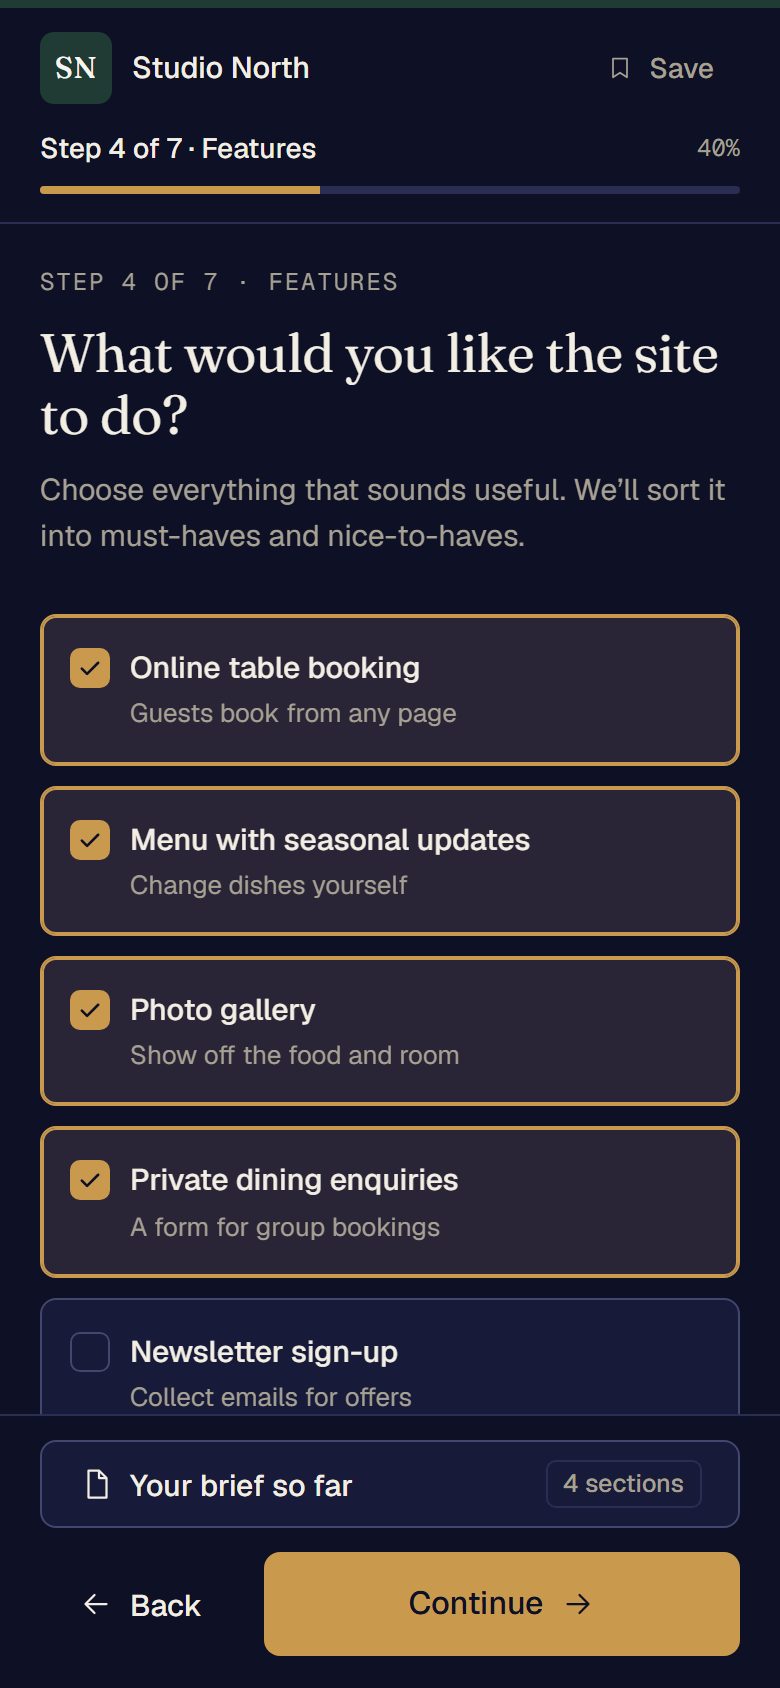 SN
Studio North
Save
Step 4 of 7 · Features
40%
STEP 4 OF 7 · FEATURES
What would you like the site
to do?
Choose everything that sounds useful. We’ll sort it
into must-haves and nice-to-haves.
Online table booking
Guests book from any page
Menu with seasonal updates
Change dishes yourself
Photo gallery
Show off the food and room
Private dining enquiries
A form for group bookings
Newsletter sign-up
Collect emails for offers
Your brief so far
4 sections
Back
Continue